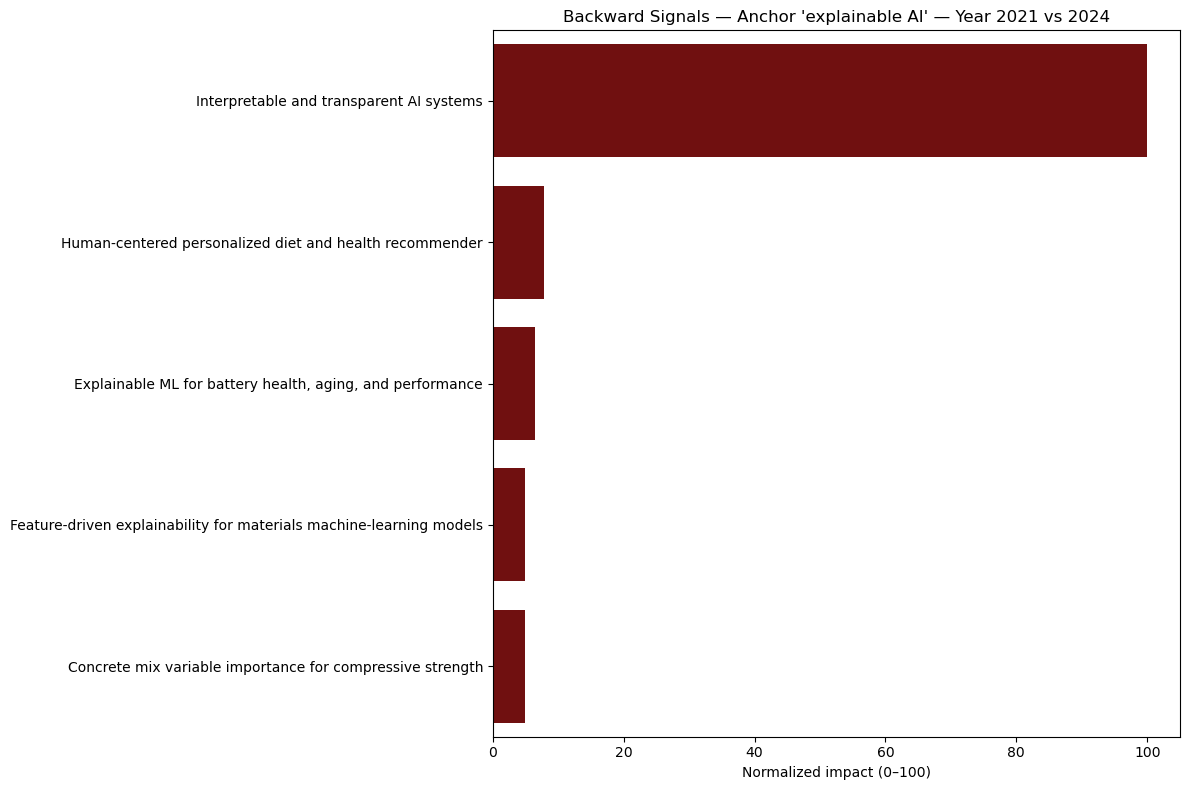 Backward Signals — Anchor 'explainable AI' — Year 2021 vs 2024
Interpretable and transparent AI systems
Human-centered personalized diet and health recommender
Explainable ML for battery health, aging, and performance
Feature-driven explainability for materials machine-learning models
Concrete mix variable importance for compressive strength
0 20 40 60 80 100
Normalized impact (0–100)